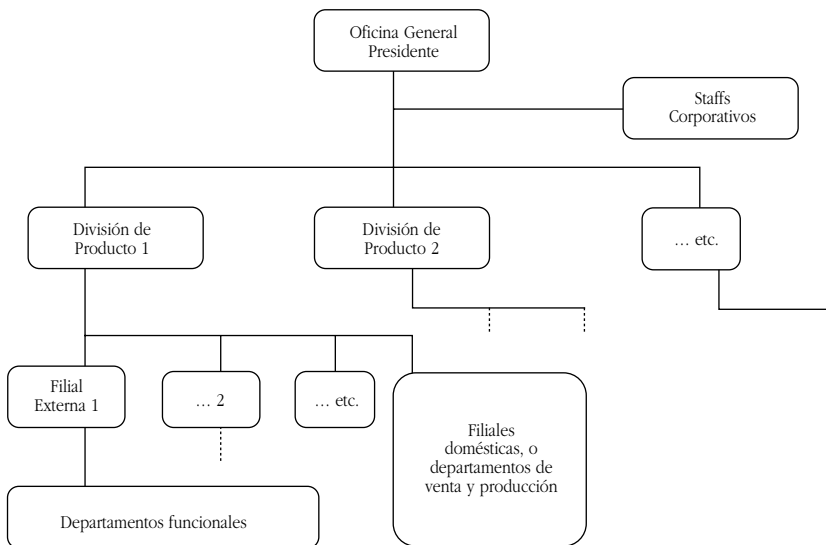 Oficina General
Presidente
Staffs
Corporativos
División de
Producto 1
División de
Producto 2
... etc.
Filial
Externa 1
... 2
... etc.
Filiales
domésticas, o
departamentos de
venta y producción
Departamentos funcionales